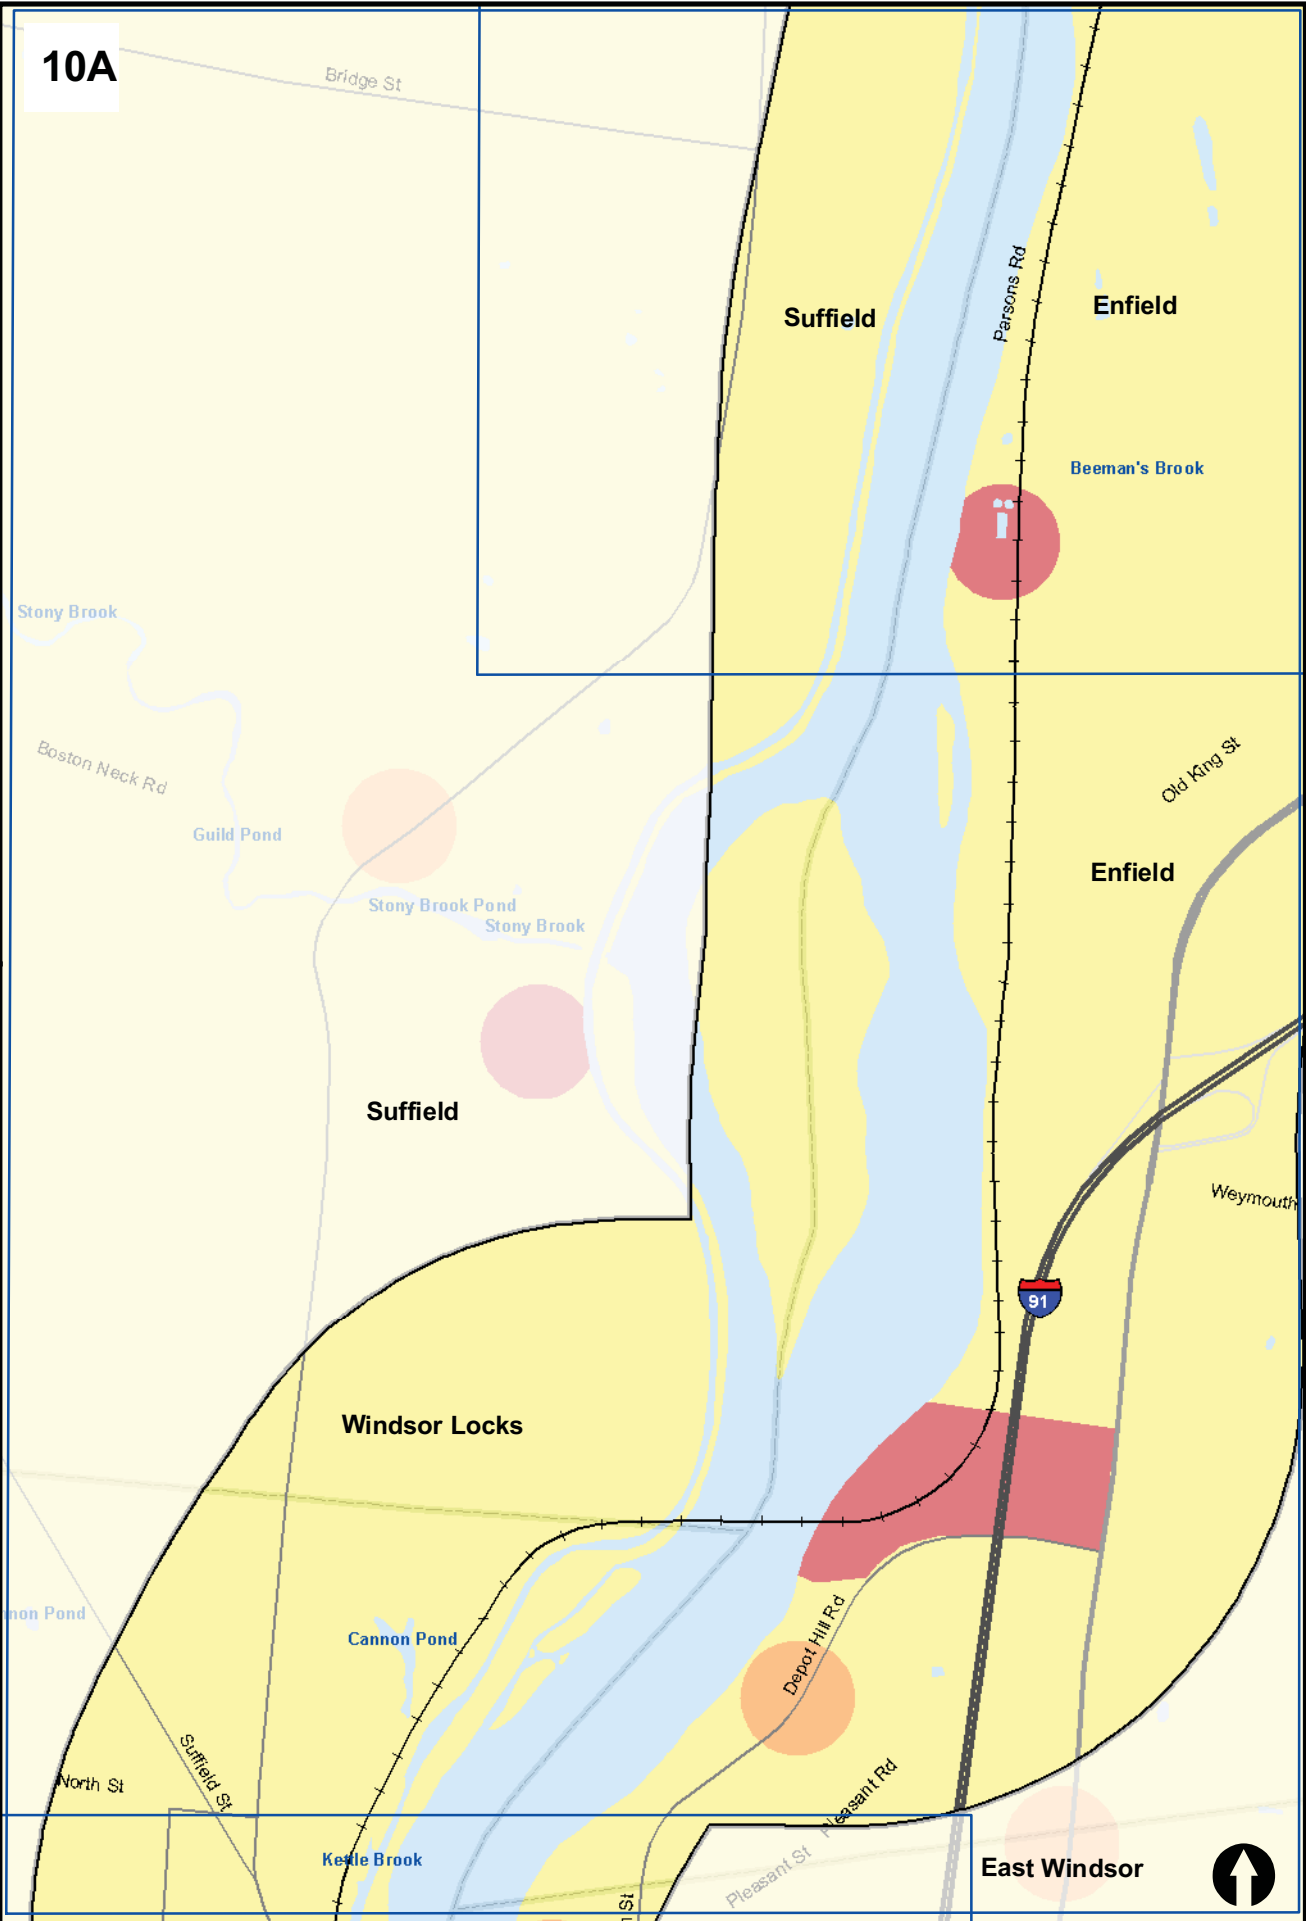 10A
Bridge St
Suffield
Parsons Rd
Enfield
Beeman's Brook
Stony Brook
Boston Neck Rd
Old King St
Guild Pond
Enfield
Stony Brook Pond
Stony Brook
Suffield
Weymouth
91
Windsor Locks
Cannon Pond
Depot Hill Rd
Suffield St
North St
Pleasant Rd
Kettle Brook
Pleasant St
East Windsor
St